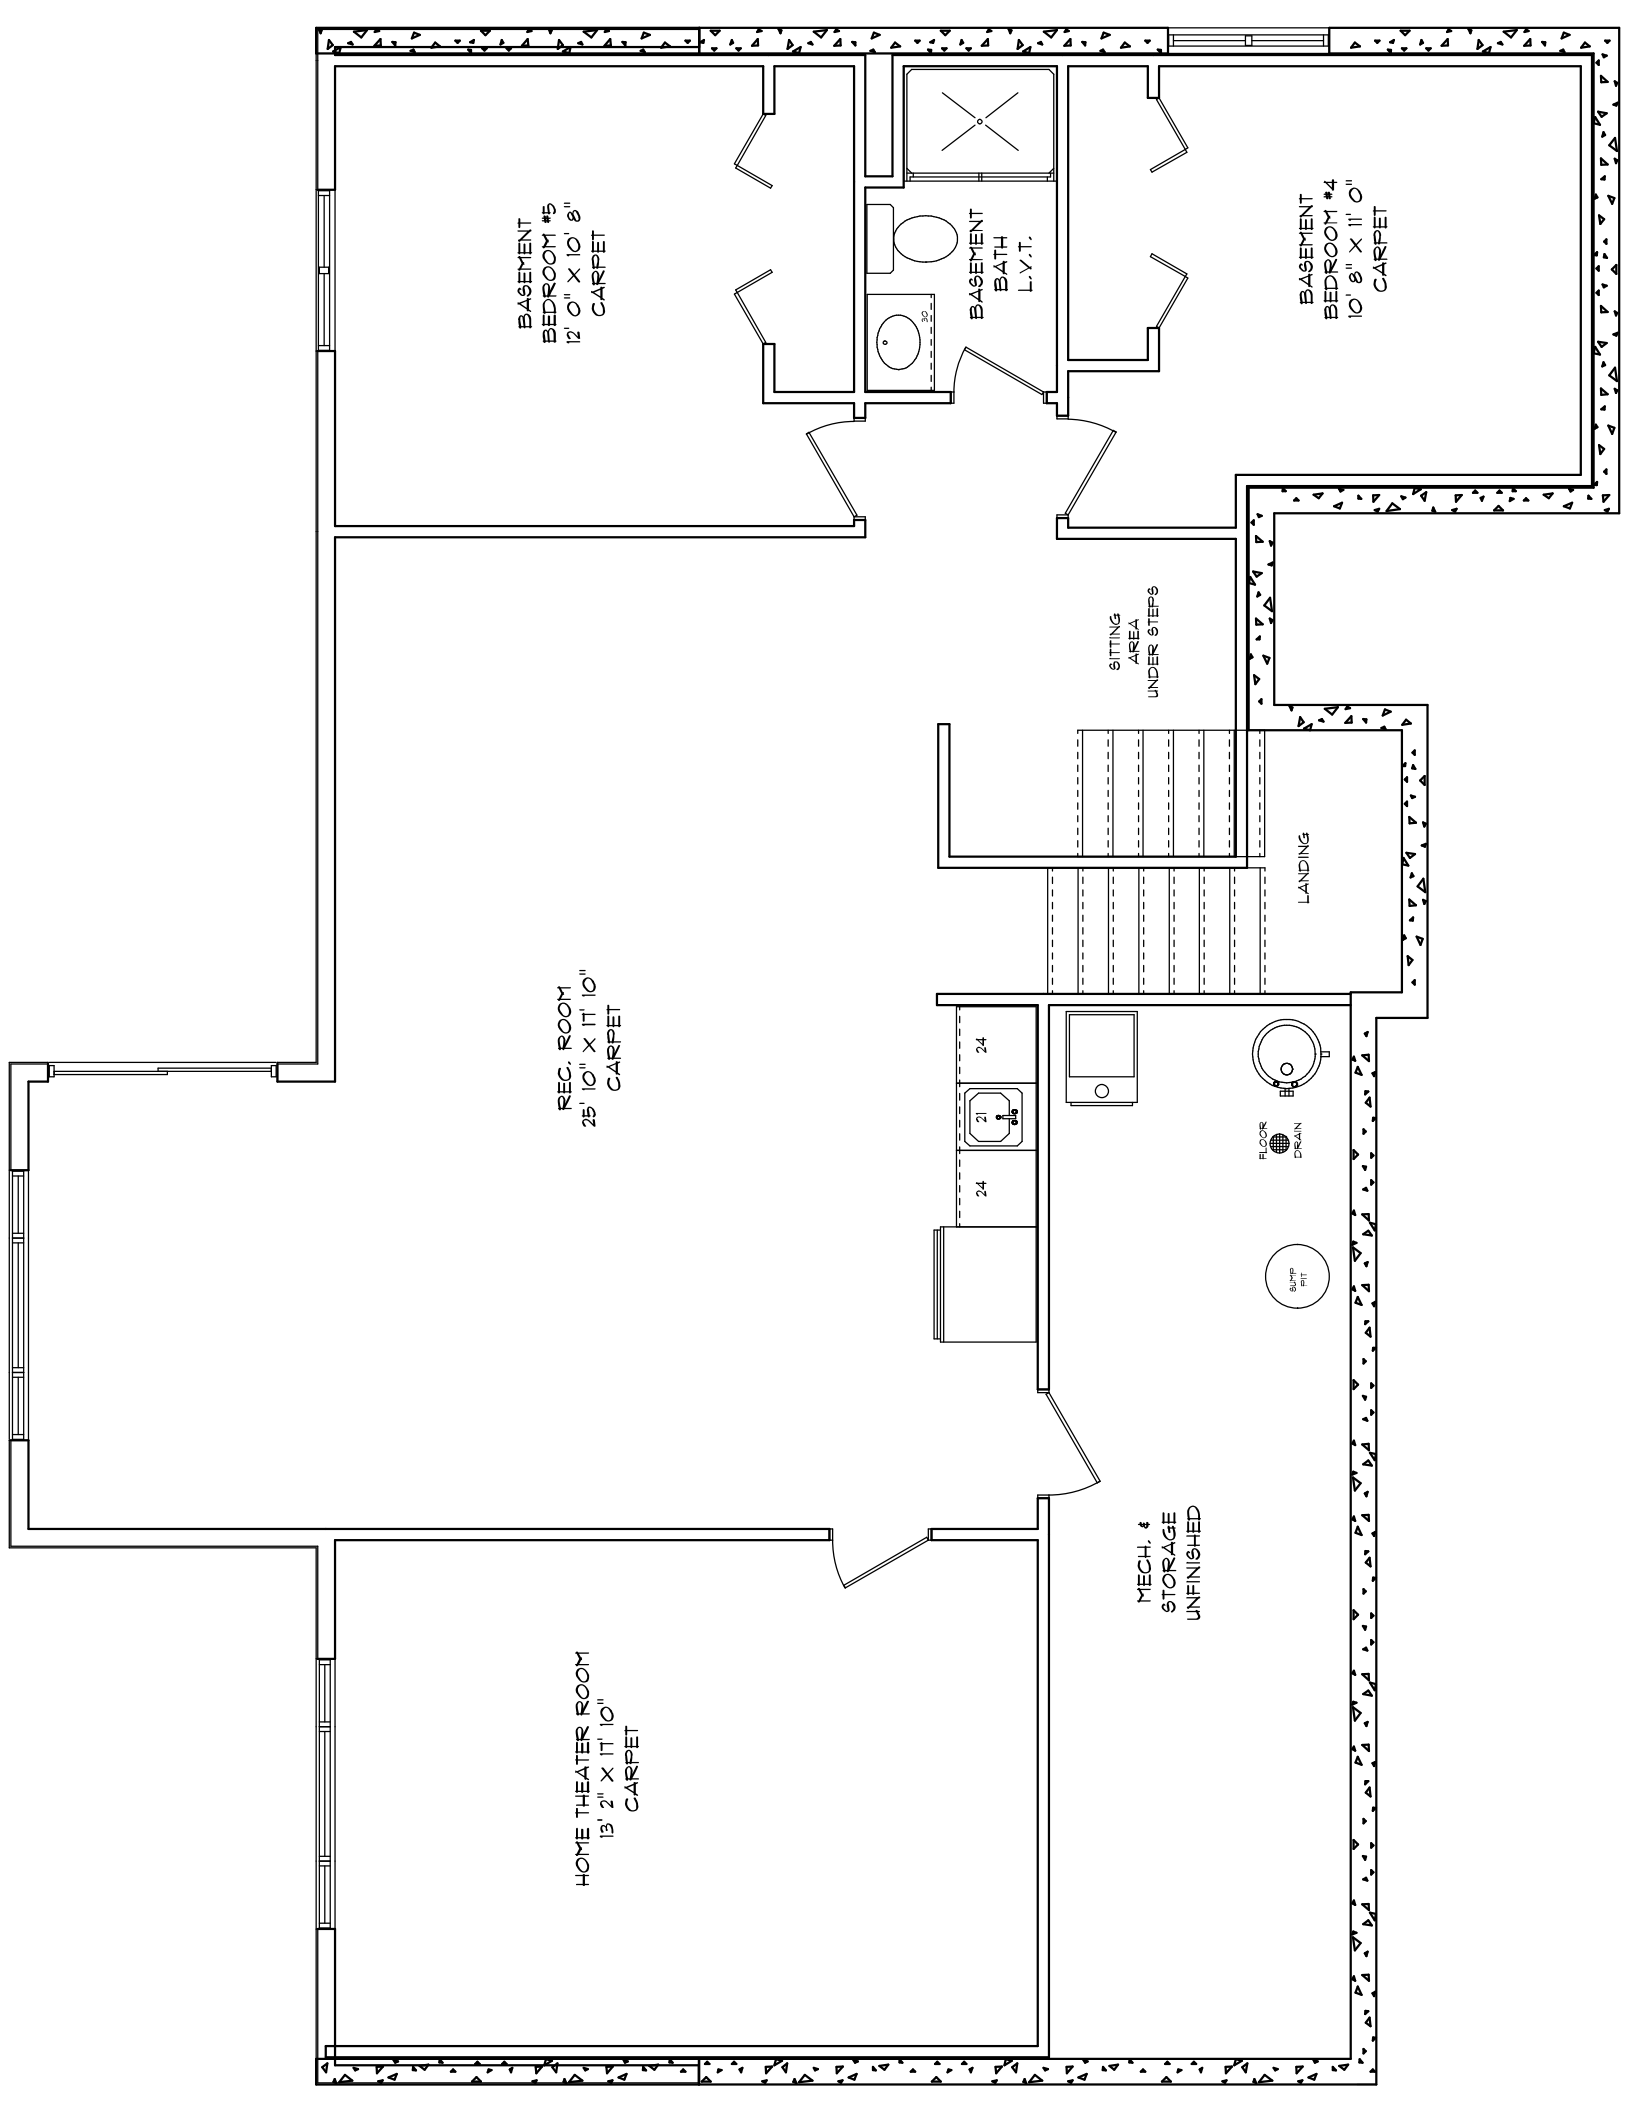 BASEMENT
BEDROOM #5
12' 0" X 10' 8"
CARPET
30
BASEMENT
BATH
L.V.T.
BASEMENT
BEDROOM #4
10' 8" X 11' 0"
CARPET
SITTING
AREA
UNDER STEPS
LANDING
REC. ROOM
25' 10" X 17' 10"
CARPET
24
21
24
FLOOR
DRAIN
SUMP
PIT
MECH. &
STORAGE
UNFINISHED
HOME THEATER ROOM
13' 2" X 17' 10"
CARPET